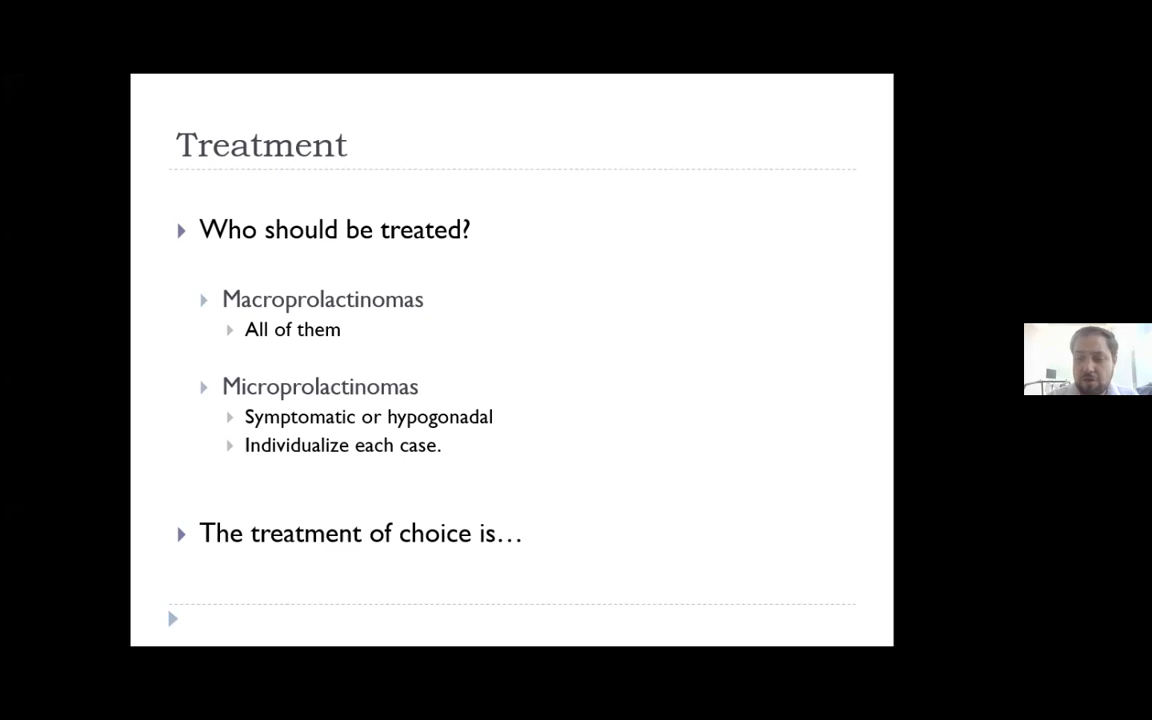 Treatment
Who should be treated?
Macroprolactinomas
All of them
Microprolactinomas
Symptomatic or hypogonadal
Individualize each case.
The treatment of choice is…